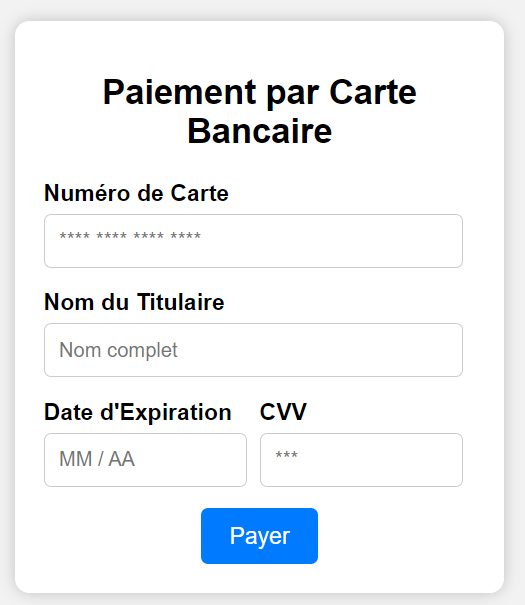 Paiement par Carte
Bancaire
Numéro de Carte
**** **** **** ****
Nom du Titulaire
Nom complet
Date d'Expiration CVV
MM / AA ***
Payer